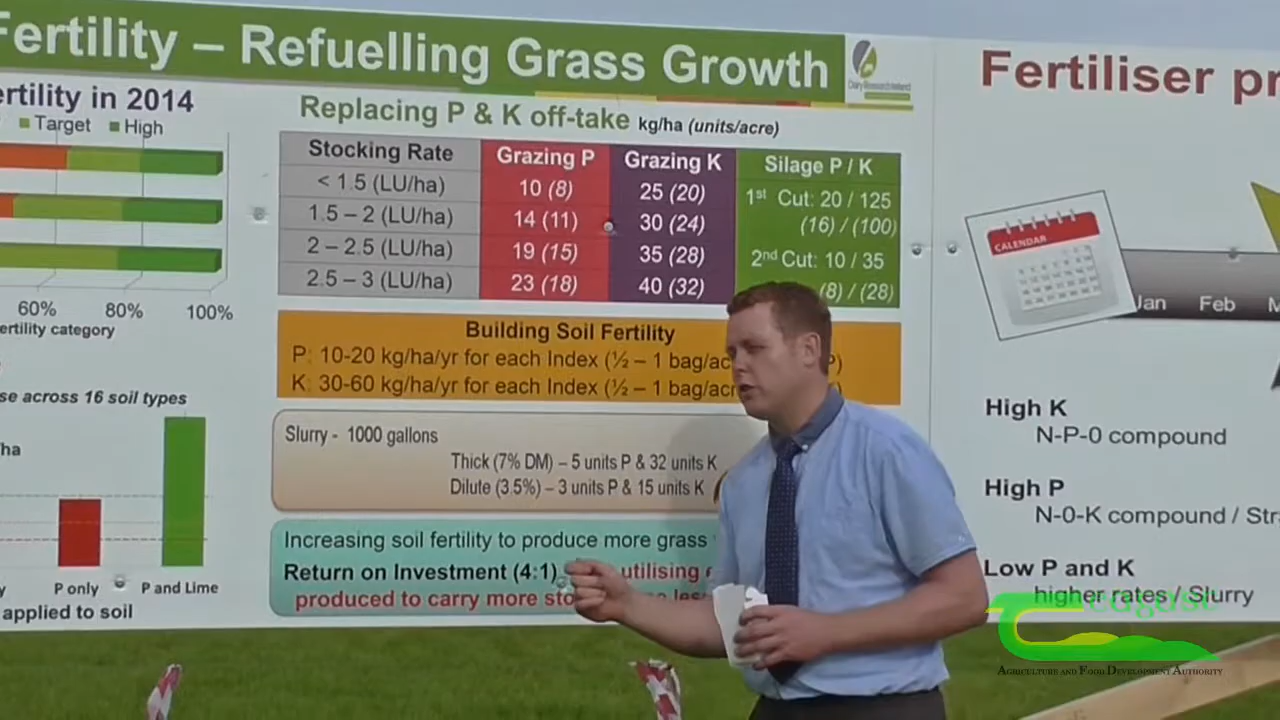 Fertility – Refuelling Grass Growth
Dairy Research Ireland
ertility in 2014
Target High
60% 80% 100%
ertility category
se across 16 soil types
ha
P only P and Lime
applied to soil
Replacing P & K off-take kg/ha (units/acre)
Stocking Rate Grazing P Grazing K Silage P / K
< 1.5 (LU/ha) 10 (8) 25 (20)
1st Cut: 20 / 125
1.5 – 2 (LU/ha) 14 (11) 30 (24)
(16) / (100)
2 – 2.5 (LU/ha) 19 (15) 35 (28)
2nd Cut: 10 / 35
2.5 – 3 (LU/ha) 23 (18) 40 (32)
(8) / (28)
Building Soil Fertility
P: 10-20 kg/ha/yr for each Index (½ – 1 bag/ac P)
K: 30-60 kg/ha/yr for each Index (½ – 1 bag/acr
Slurry - 1000 gallons
Thick (7% DM) – 5 units P & 32 units K
Dilute (3.5%) – 3 units P & 15 units K
Increasing soil fertility to produce more grass
Return on Investment (4:1) utilising
produced to carry more sto less
Fertiliser pr
CALENDAR
Jan Feb M
High K
N-P-0 compound
High P
N-0-K compound / Str
Low P and K
higher rates / Slurry
Teagasc
Agriculture and Food Development Authority